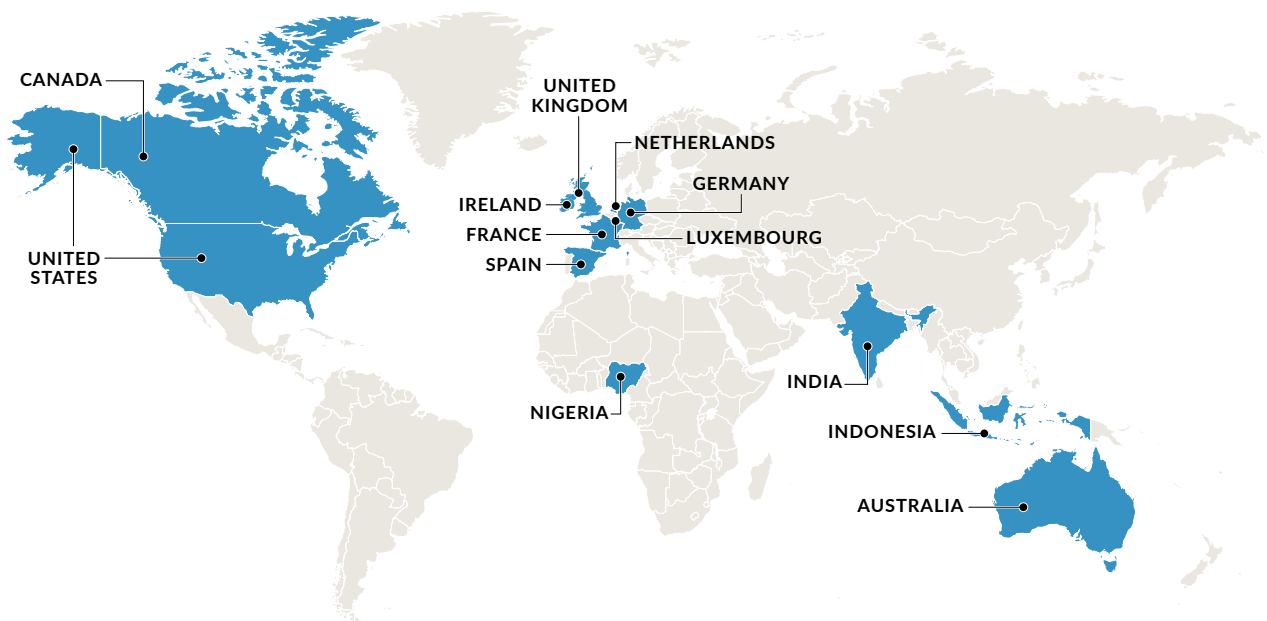 CANADA
UNITED
KINGDOM
NETHERLANDS
GERMANY
IRELAND
FRANCE
LUXEMBOURG
UNITED
STATES
SPAIN
INDIA
NIGERIA
INDONESIA
AUSTRALIA